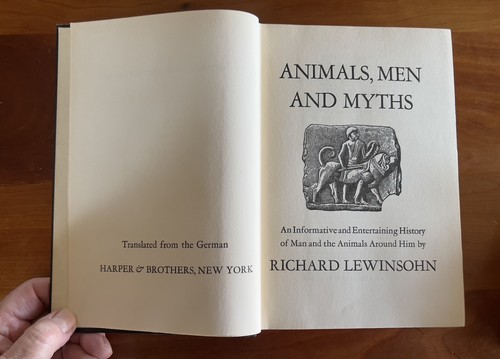 Translated from the German
HARPER & BROTHERS, NEW YORK
ANIMALS, MEN
AND MYTHS
An Informative and Entertaining History
of Man and the Animals Around Him by
RICHARD LEWINSOHN